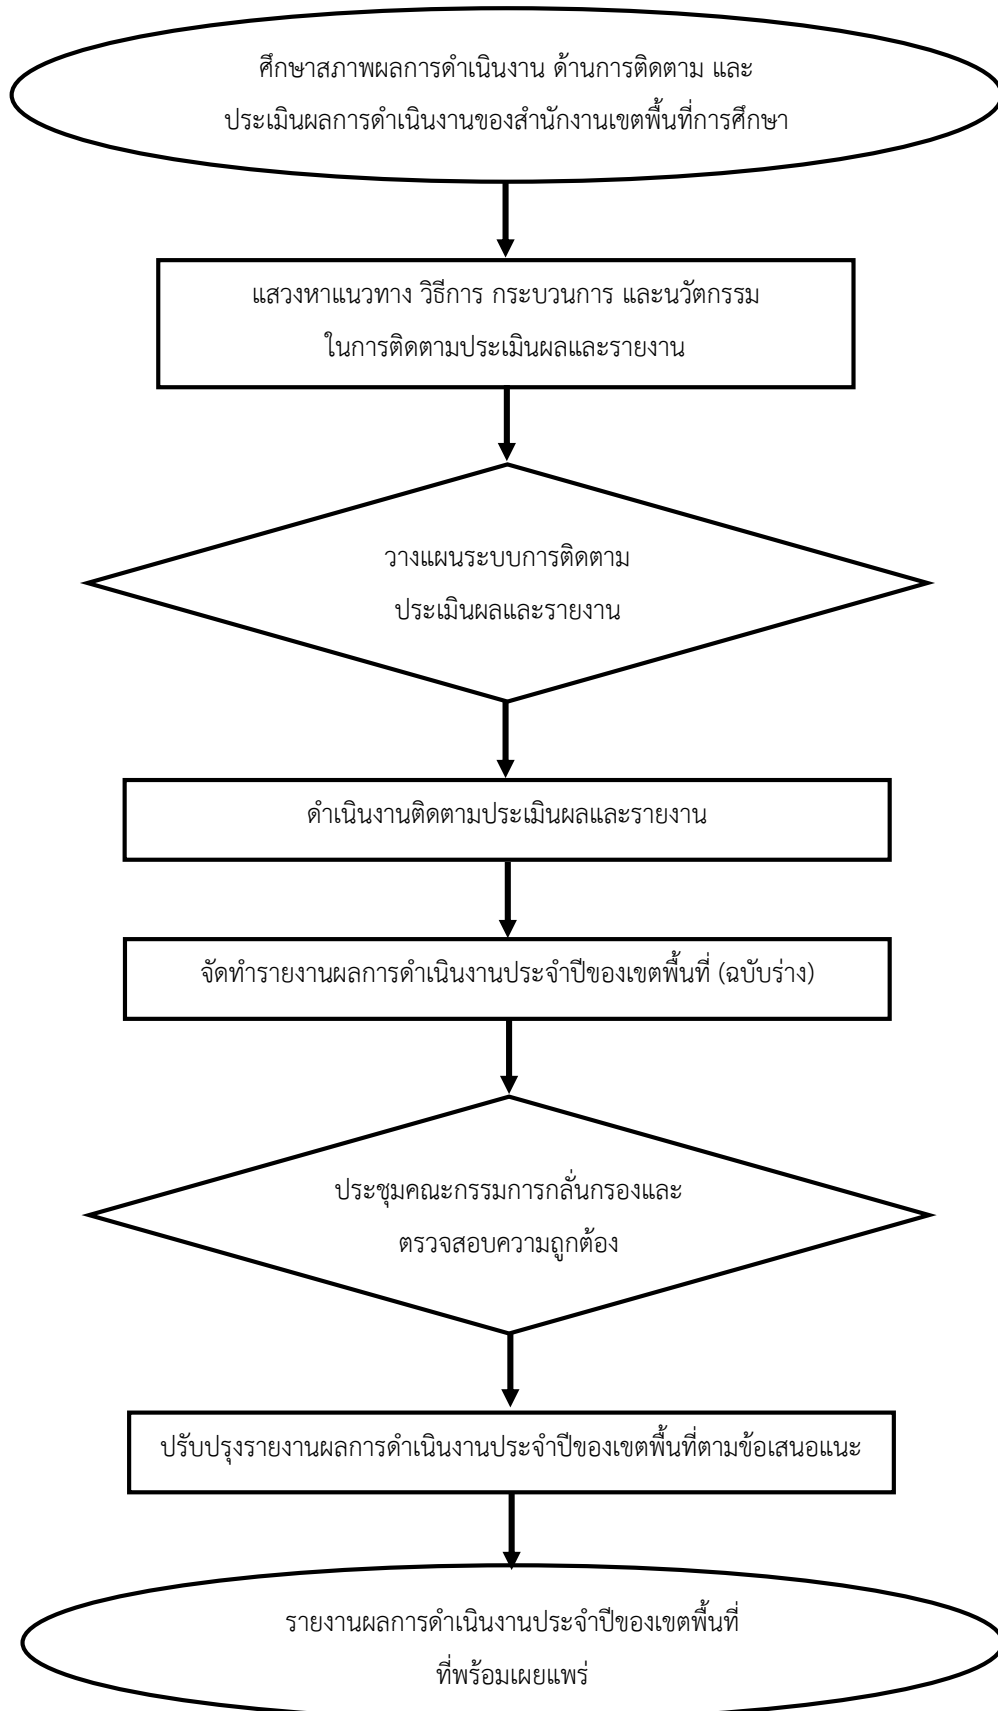 ศึกษาสภาพผลการดำเนินงาน ด้านการติดตาม และ
ประเมินผลการดำเนินงานของสำนักงานเขตพื้นที่การศึกษา
แสวงหาแนวทาง วิธีการ กระบวนการ และนวัตกรรม
ในการติดตามประเมินผลและรายงาน
วางแผนระบบการติดตาม
ประเมินผลและรายงาน
ดำเนินงานติดตามประเมินผลและรายงาน
จัดทำรายงานผลการดำเนินงานประจำปีของเขตพื้นที่ (ฉบับร่าง)
ประชุมคณะกรรมการกลั่นกรองและ
ตรวจสอบความถูกต้อง
ปรับปรุงรายงานผลการดำเนินงานประจำปีของเขตพื้นที่ตามข้อเสนอแนะ
รายงานผลการดำเนินงานประจำปีของเขตพื้นที่
ที่พร้อมเผยแพร่